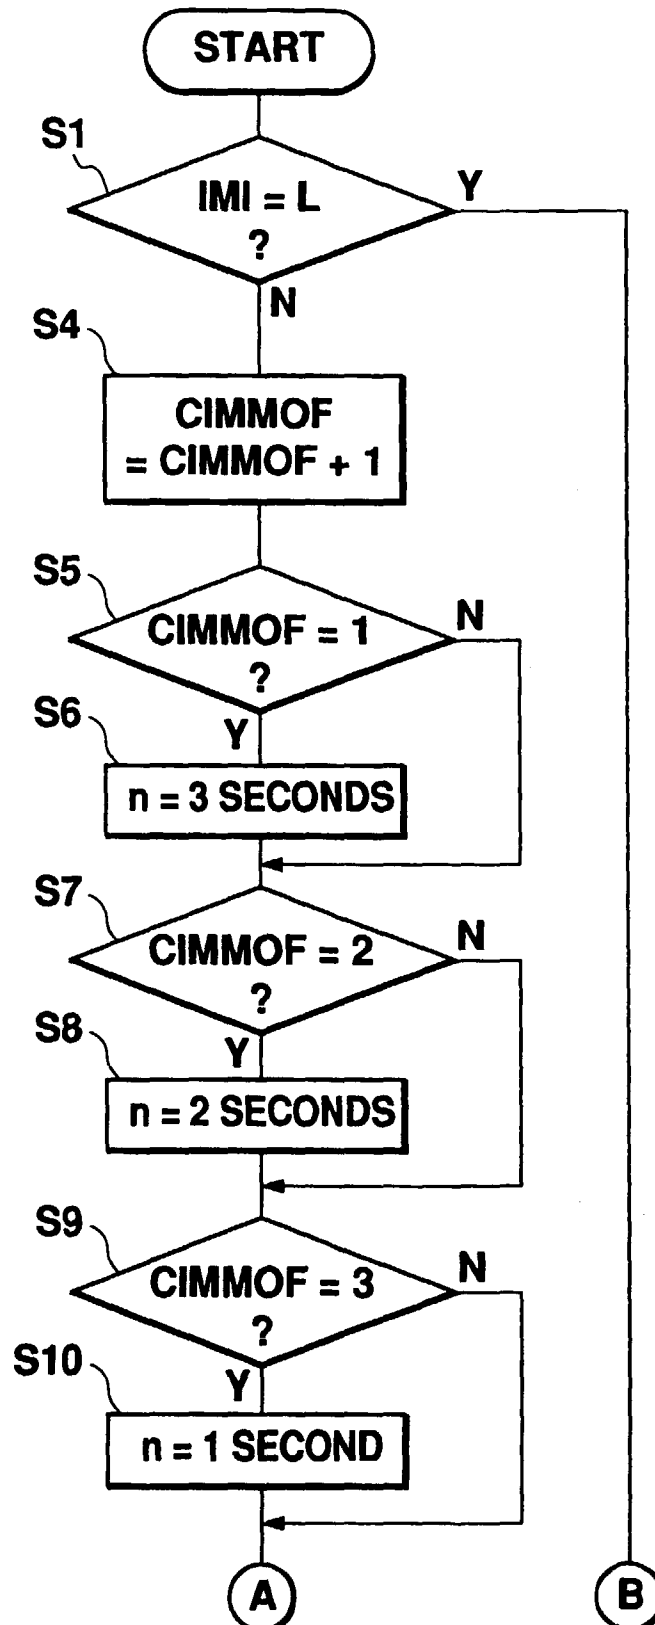 START
S1
IMI = L
?
Y
N
S4
CIMMOF
= CIMMOF + 1
S5
CIMMOF = 1
?
N
Y
S6
n = 3 SECONDS
S7
CIMMOF = 2
?
N
Y
S8
n = 2 SECONDS
S9
CIMMOF = 3
?
N
Y
S10
n = 1 SECOND
A
B